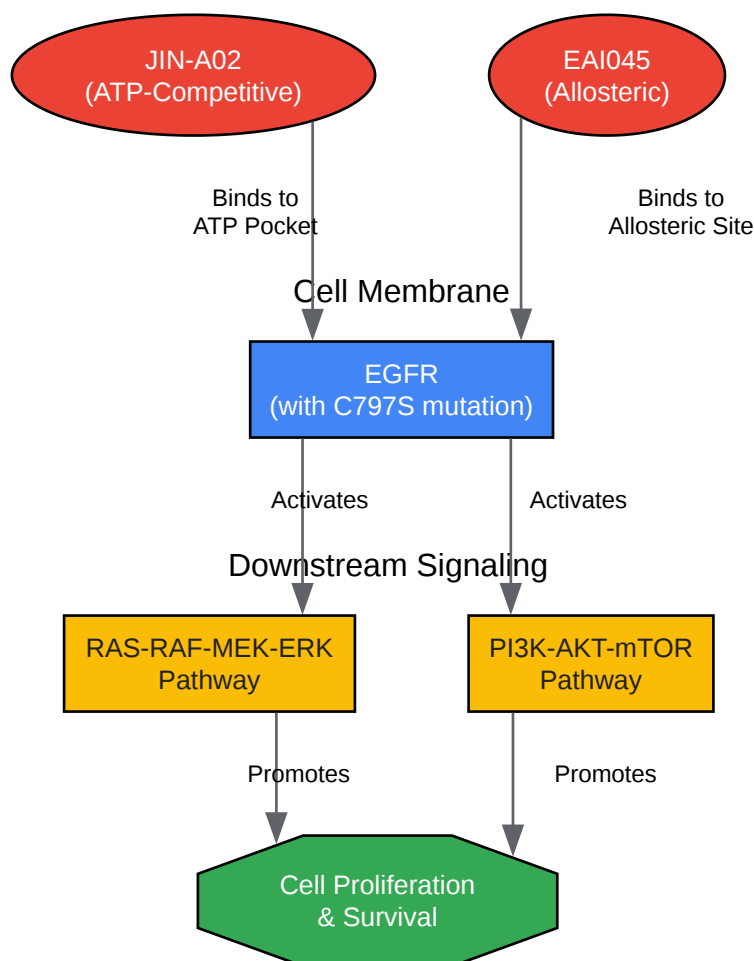 JIN-A02
(ATP-Competitive)
EAI045
(Allosteric)
Binds to
ATP Pocket
Binds to
Allosteric Site
Cell Membrane
EGFR
(with C797S mutation)
Activates
Activates
Downstream Signaling
RAS-RAF-MEK-ERK
Pathway
PI3K-AKT-mTOR
Pathway
Promotes
Promotes
Cell Proliferation
& Survival